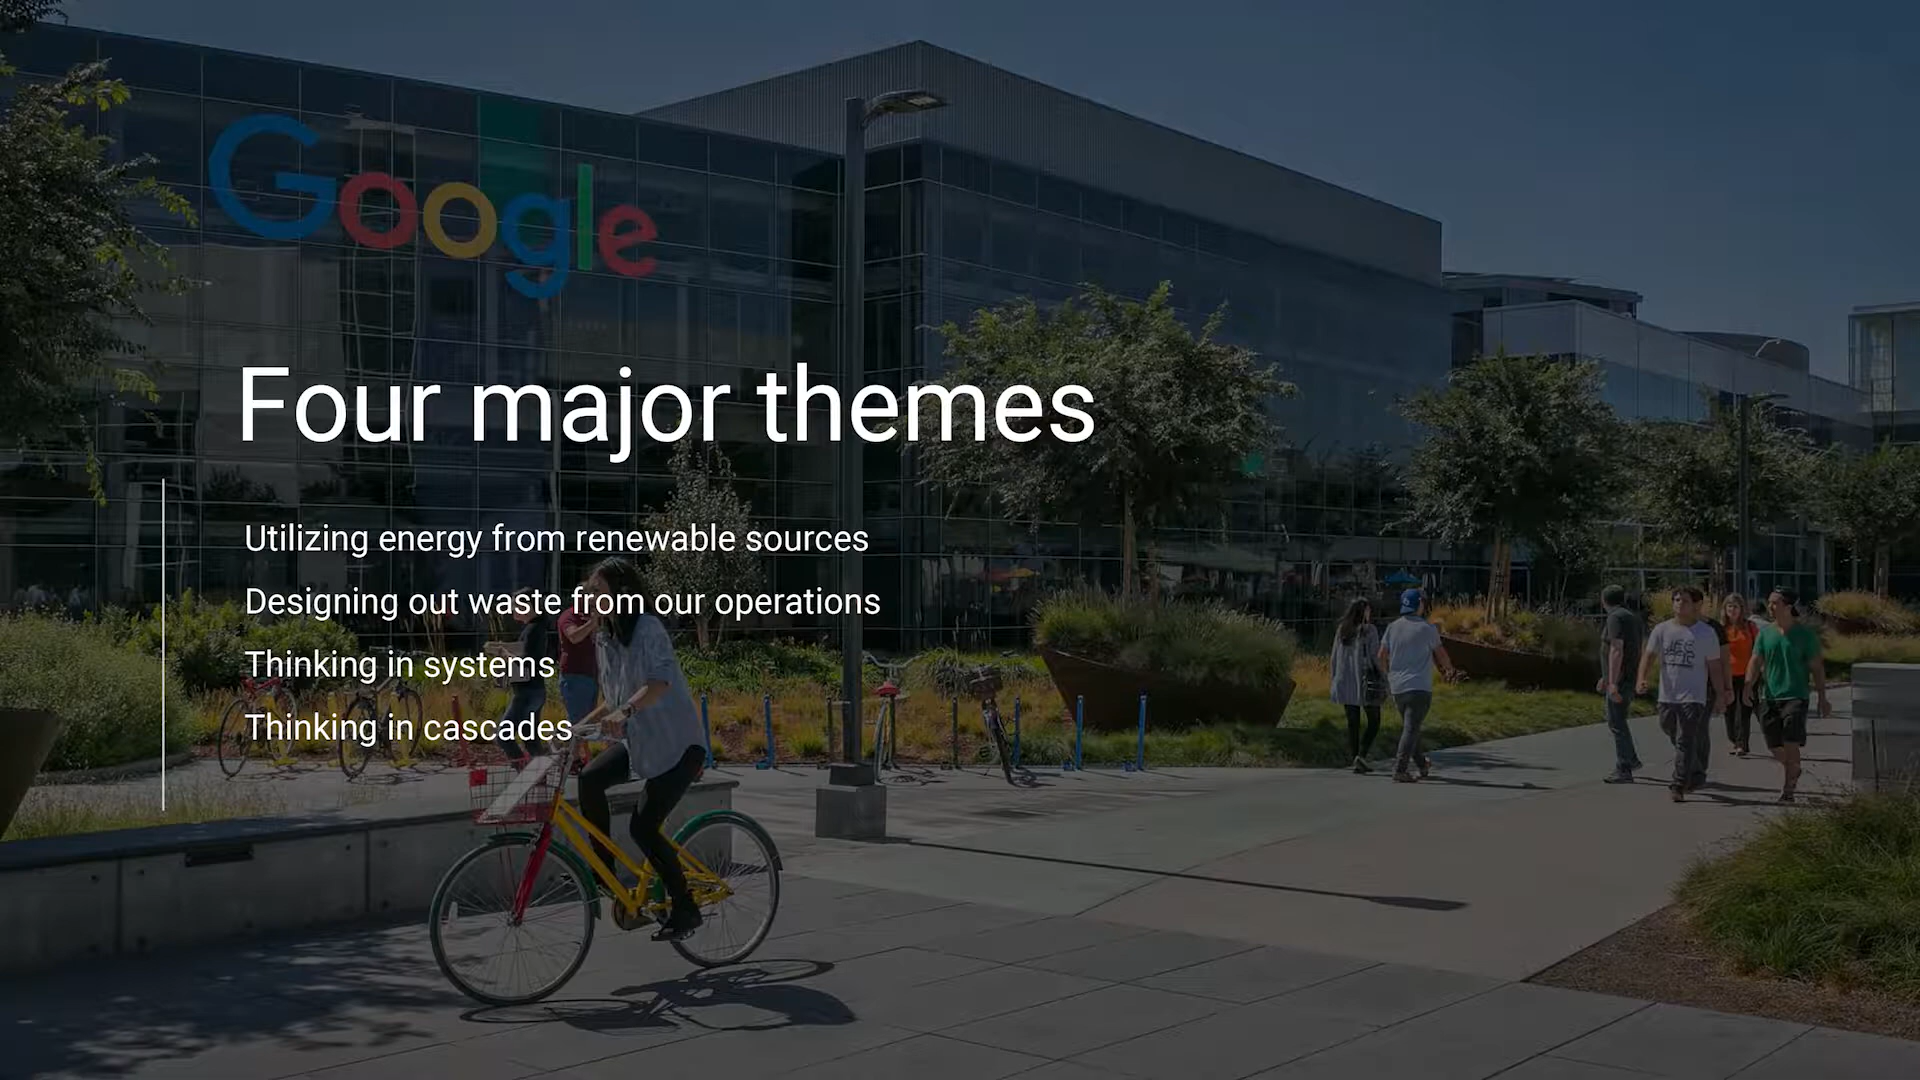 Google
Four major themes
Utilizing energy from renewable sources
Designing out waste from our operations
Thinking in systems
Thinking in cascades